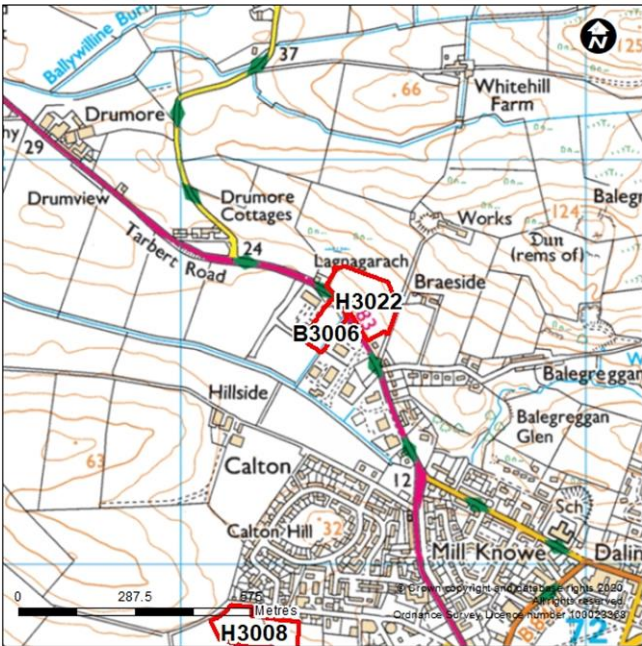 N
Ballywilline Burn
37
125
66
Whitehill
Farm
Drumore
29
Drumview
Drumore
Cottages
24
Tarbert Road
Works
124
Dun
(rems of)
Lagnagarach
Braeside
H3022
83
B3006
Hillside
Balegreggan
Balegreggan
Glen
63
Calton
12
Sch
Calton Hill
32
Mill Knowe
0 287.5 575
Metres
© Crown copyright and database rights 2020
All rights reserved
Ordnance Survey Licence number 100023368
H3008
72